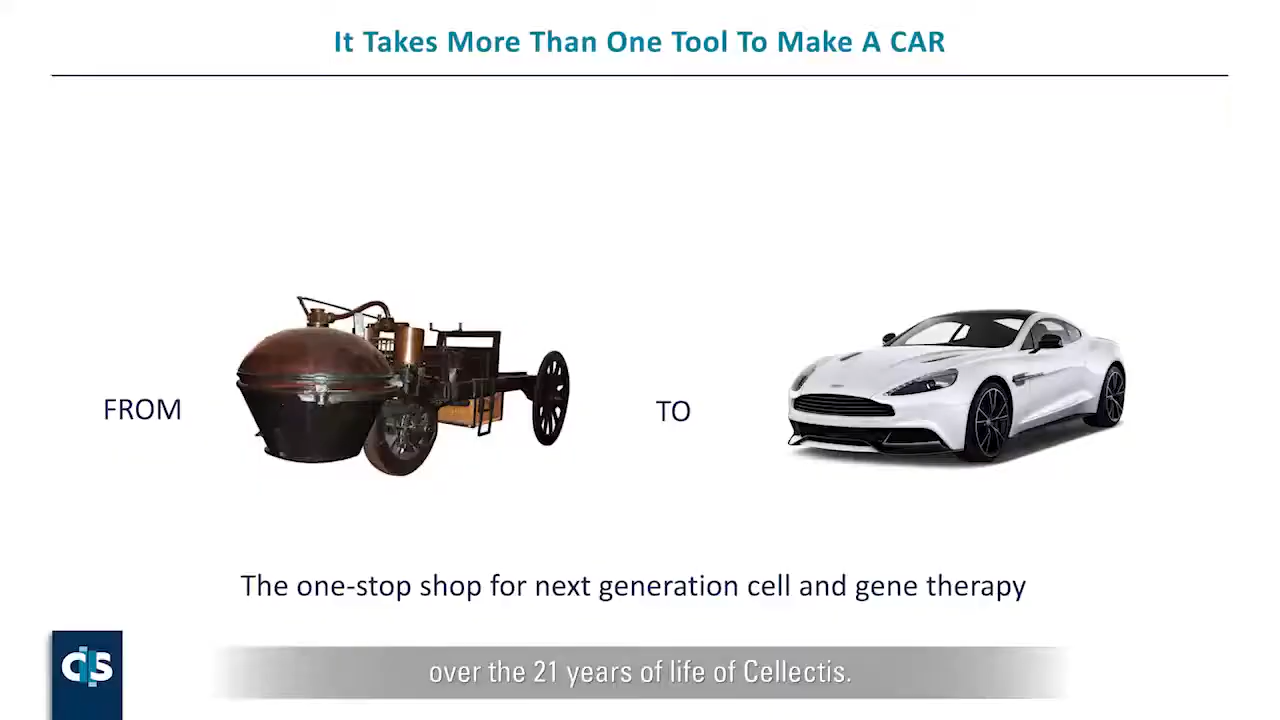 It Takes More Than One Tool To Make A CAR
FROM
TO
The one-stop shop for next generation cell and gene therapy
over the 21 years of life of Cellectis.
cls